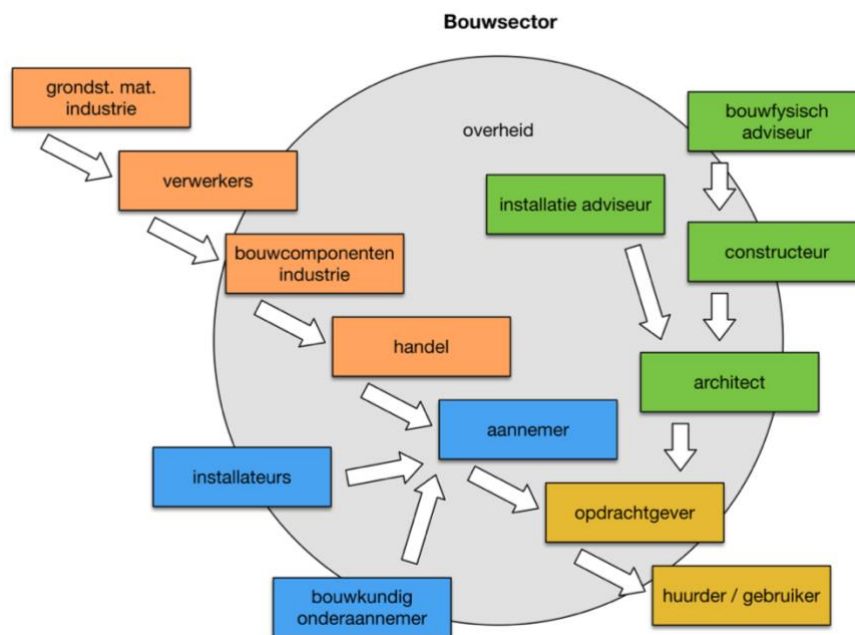 Bouwsector
grondst. mat.
industrie
overheid
bouwfysisch
adviseur
verwerkers
installatie adviseur
bouwcomponenten
industrie
constructeur
handel
architect
aannemer
installateurs
opdrachtgever
bouwkundig
onderaannemer
huurder / gebruiker